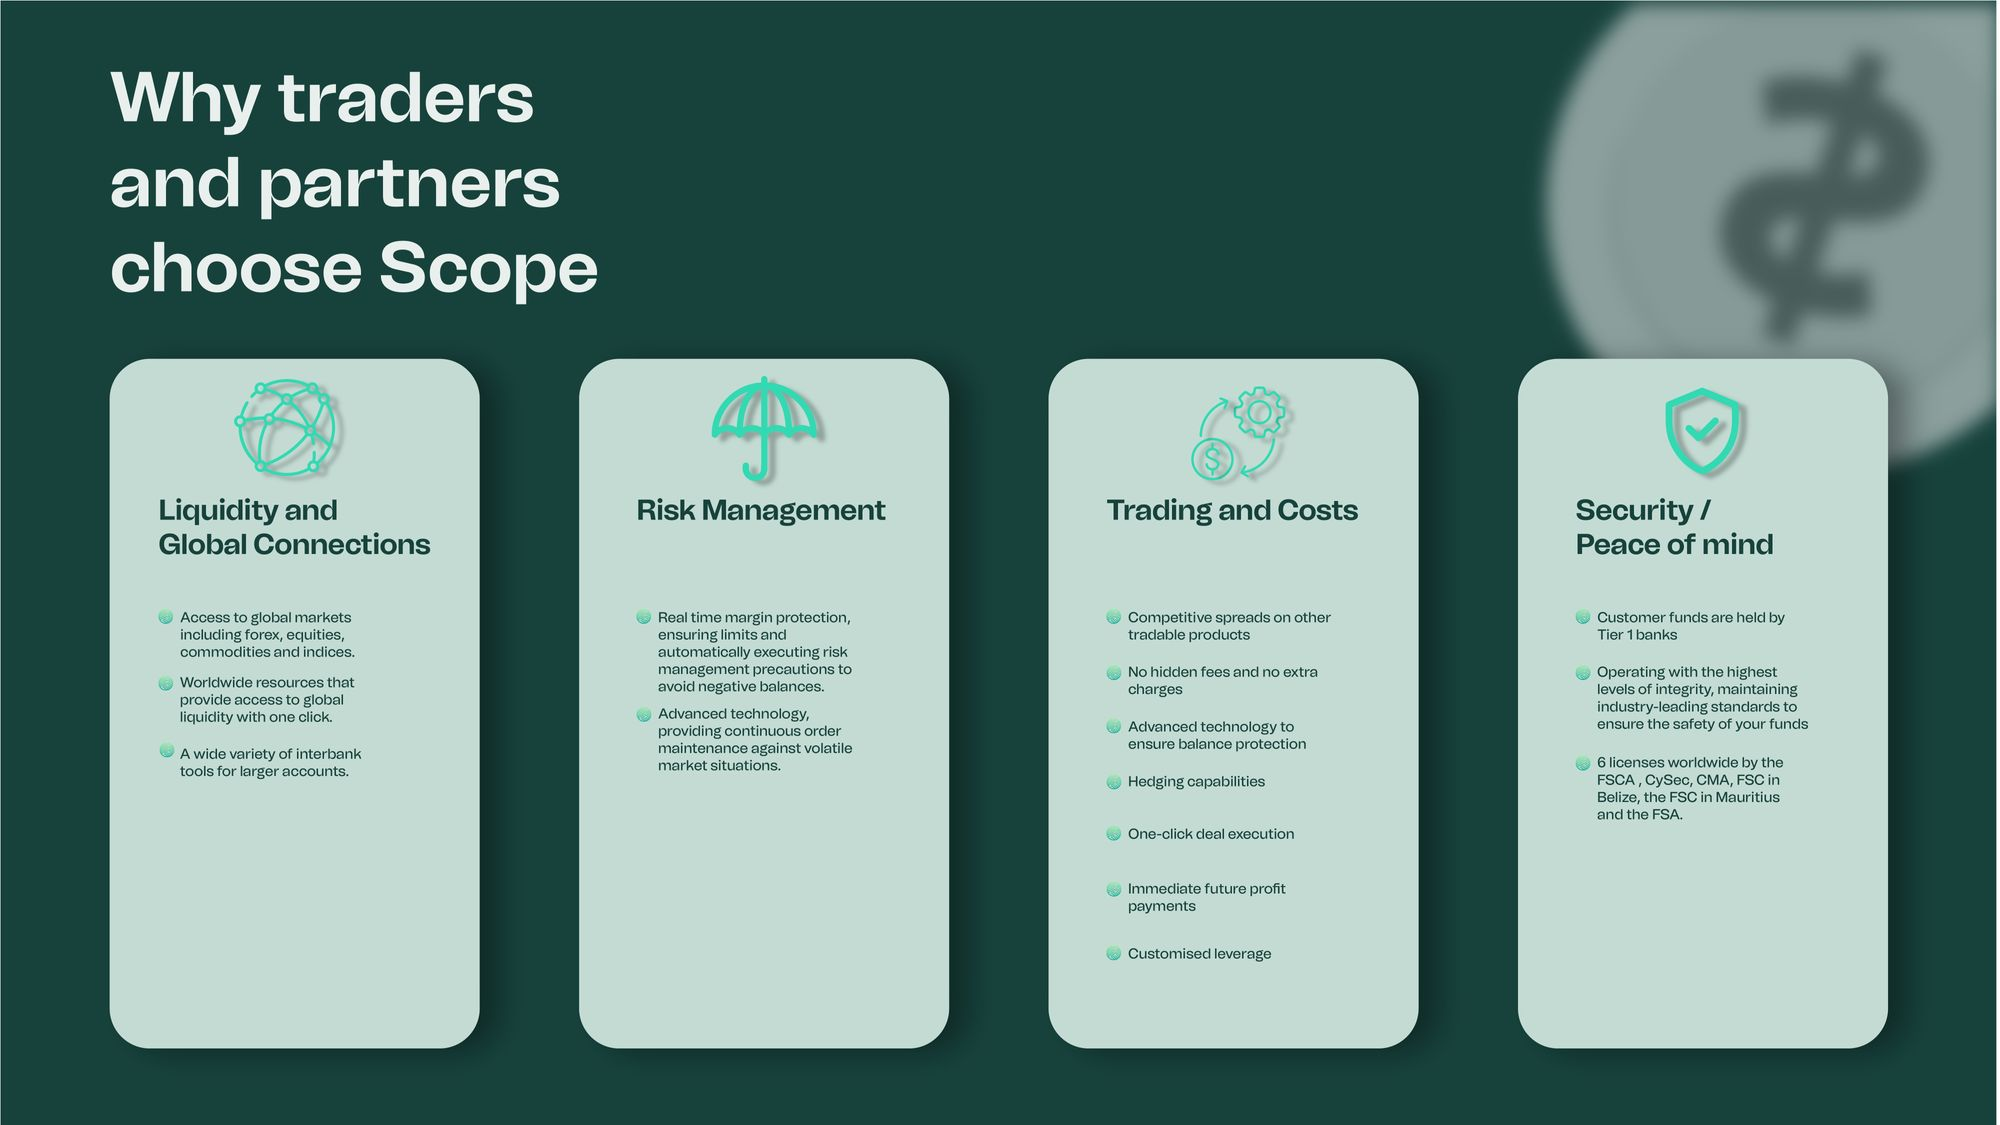 Why traders
and partners
choose Scope
Liquidity and
Global Connections
Access to global markets
including forex, equities,
commodities and indices.
Worldwide resources that
provide access to global
liquidity with one click.
A wide variety of interbank
tools for larger accounts.
Risk Management
Real time margin protection,
ensuring limits and
automatically executing risk
management precautions to
avoid negative balances.
Advanced technology,
providing continuous order
maintenance against volatile
market situations.
Trading and Costs
Competitive spreads on other
tradable products
No hidden fees and no extra
charges
Advanced technology to
ensure balance protection
Hedging capabilities
One-click deal execution
Immediate future profit
payments
Customised leverage
Security /
Peace of mind
Customer funds are held by
Tier 1 banks
Operating with the highest
levels of integrity, maintaining
industry-leading standards to
ensure the safety of your funds
6 licenses worldwide by the
FSCA , CySec, CMA, FSC in
Belize, the FSC in Mauritius
and the FSA.